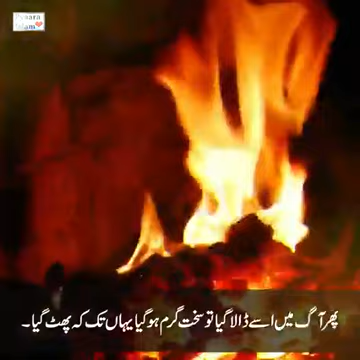 Pyaara
Islam
پھر آگ میں اسے ڈالا گیا تو سخت گرم ہو گیا یہاں تک کہ پھٹ گیا ۔